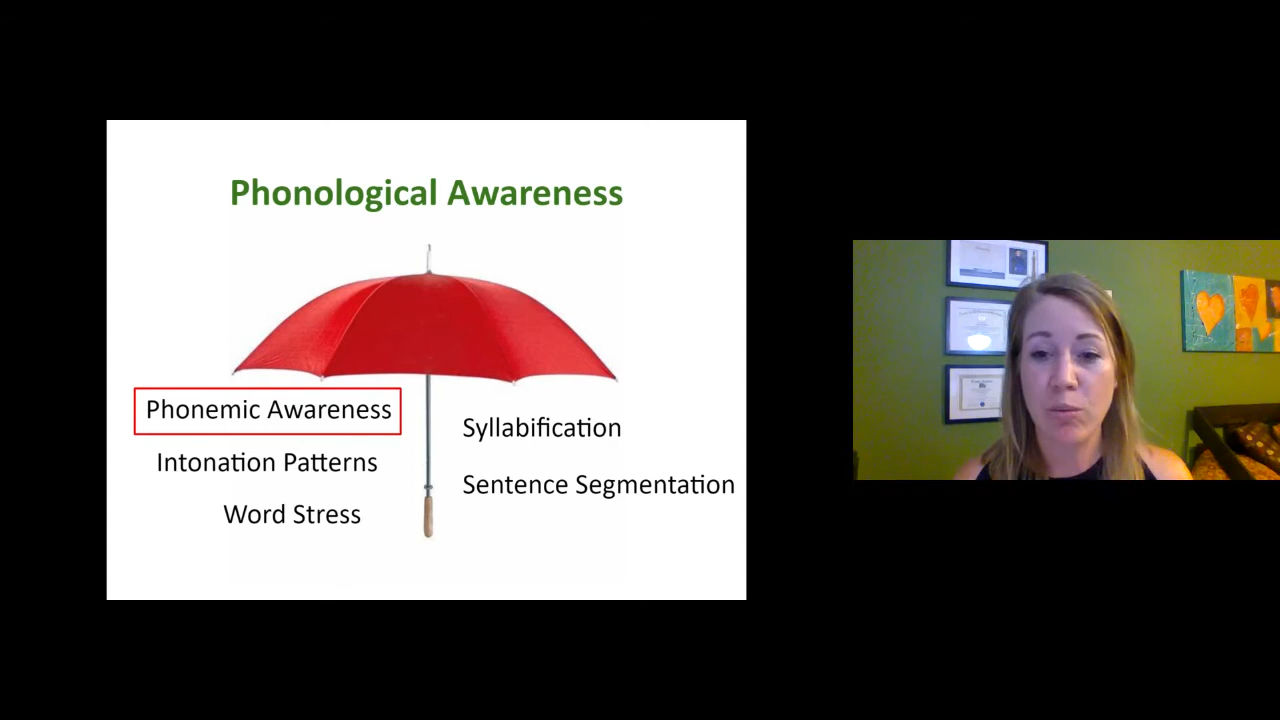 Phonological Awareness
Phonemic Awareness
Intonation Patterns
Word Stress
Syllabification
Sentence Segmentation